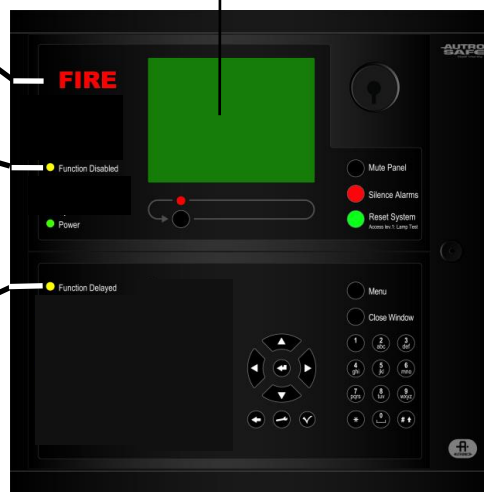 AUTRO
SAFE
FIRE
Function Disabled
Power
Mute Panel
Silence Alarms
Reset System
Access lev. 1: Lamp Test
Function Delayed
Menu
Close Window
1
2 abc
3 def
4 ghi
5 jkl
6 mno
7 pqrs
8 tuv
9 wxyz
*
0
#